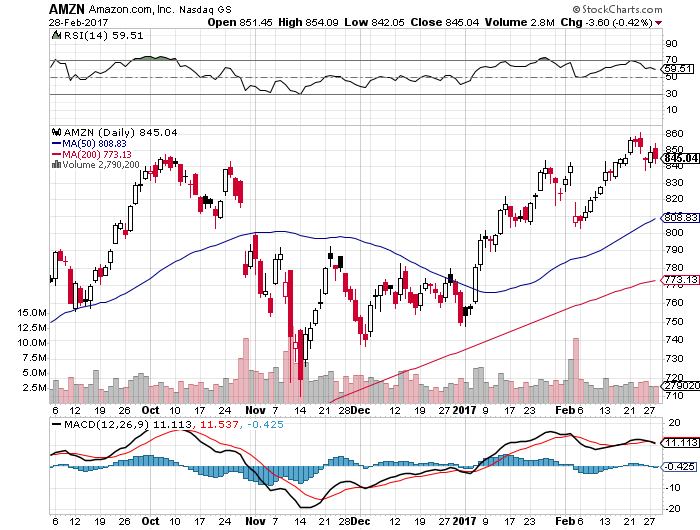 AMZN Amazon.com, Inc. Nasdaq GS © StockCharts.com
28-Feb-2017 Open 851.45 High 854.09 Low 842.05 Close 845.04 Volume 2.8M Chg -3.60 (-0.42%)
RSI(14) 59.51
90
70
59.51
50
30
10
AMZN (Daily) 845.04
MA(50) 808.83
MA(200) 773.13
Volume 2,790,200
860
850
845.04
840
830
820
808.83
800
790
780
773.13
760
750
740
730
720
710
15.0M
12.5M
10.0M
7.5M
5.0M
2.5M
279020
6 12 19 26 Oct 10 17 24 Nov 7 14 21 28 Dec 12 19 27 2017 9 17 23 Feb 6 13 21 27
MACD(12,26,9) 11.113, 11.537, -0.425
20
11.113
-0.425
-10
-20
6 12 19 26 Oct 10 17 24 Nov 7 14 21 28 Dec 12 19 27 2017 9 17 23 Feb 6 13 21 27